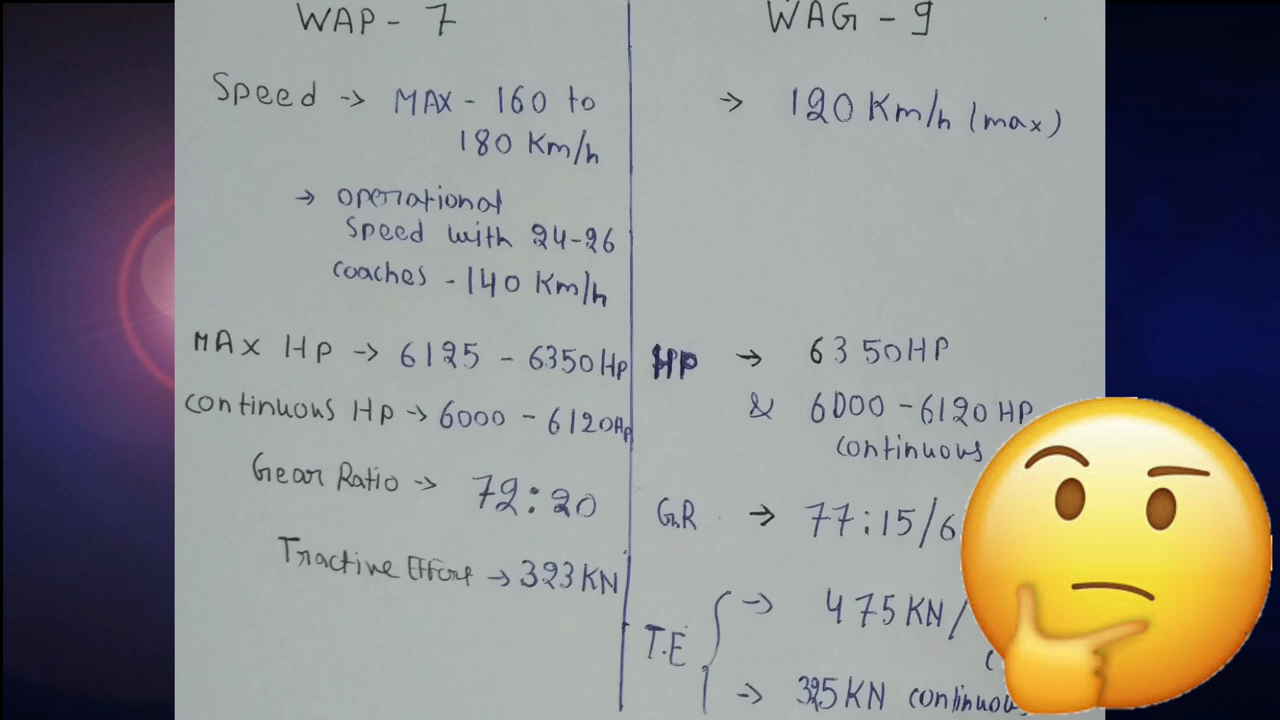 WAP - 7
Speed -> MAX - 160 to
180 Km/h
-> operational
speed with 24-26
coaches - 140 Km/h
MAX HP -> 6125 - 6350 HP
continuous HP -> 6000 - 6120 HP
Gear Ratio -> 72:20
Tractive Effort -> 323 KN
WAG - 9
-> 120 Km/h (max)
HP -> 6350 HP
& 6000 - 6120 HP
continuous
G.R -> 77:15/6
T.E { -> 475 KN/
(
-> 325 KN continuous